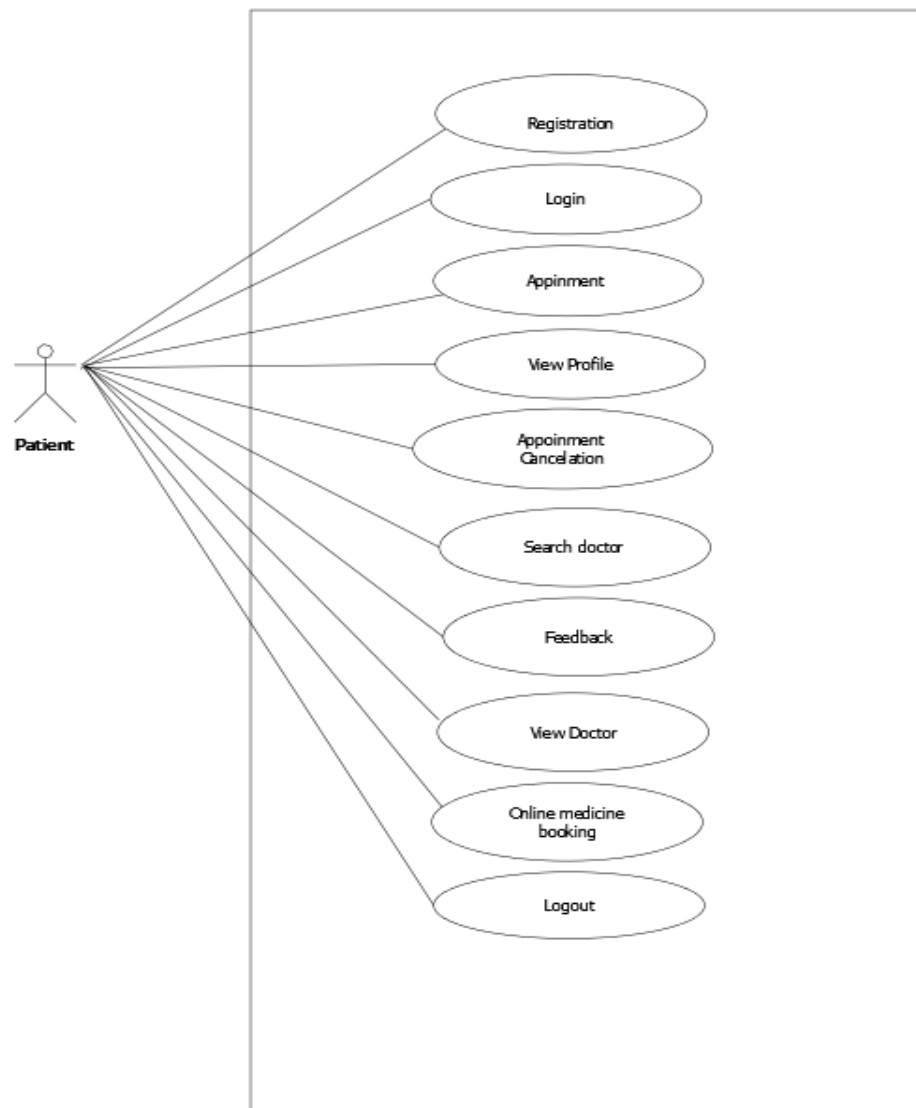 Registration
Login
Appinment
View Profile
Patient
Appoinment
Cancelation
Search doctor
Feedback
View Doctor
Online medicine
booking
Logout